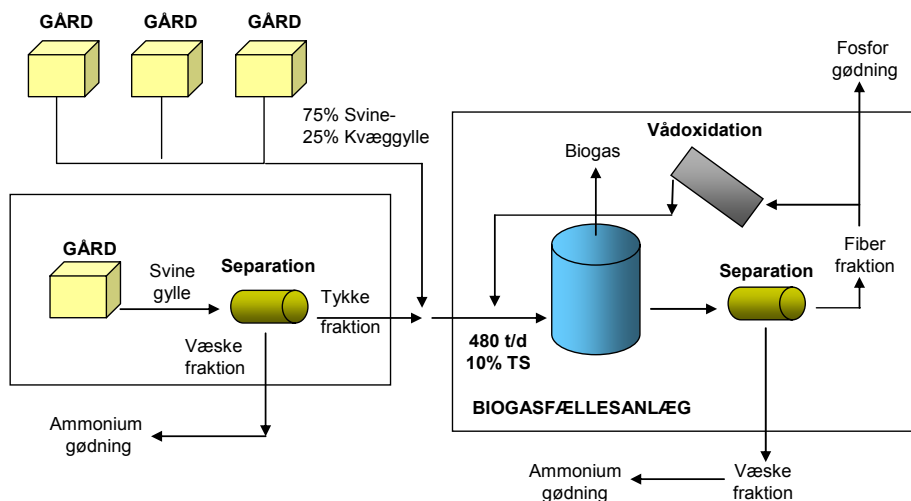 GÅRD
GÅRD
GÅRD
75% Svine-
25% Kvæggylle
Fosfor
gødning
Vådoxidation
Biogas
GÅRD
Svine
gylle
Separation
Tykke
fraktion
Væske
fraktion
480 t/d
10% TS
Separation
Fiber
fraktion
BIOGASFÆLLESANLÆG
Ammonium
gødning
Ammonium
gødning
Væske
fraktion